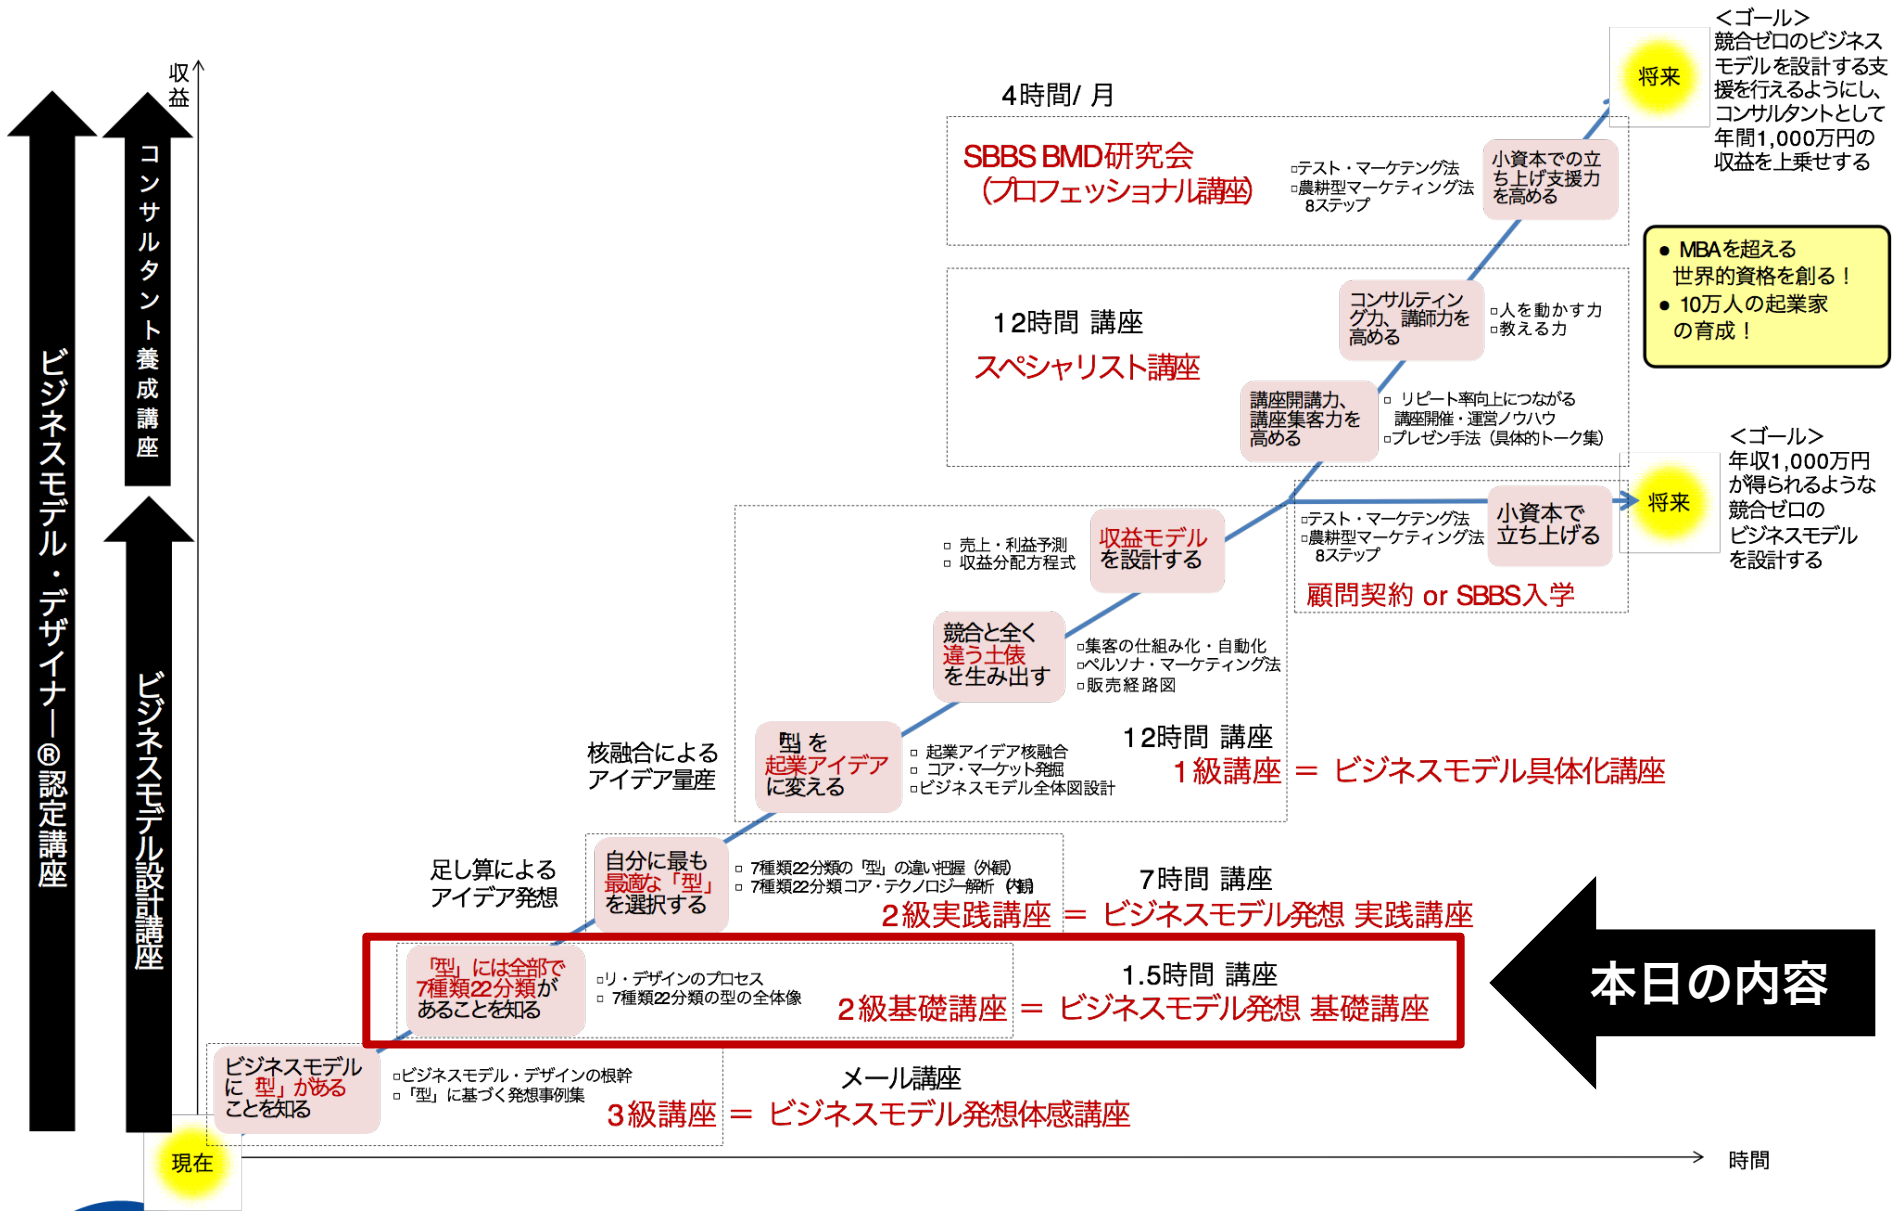 収
益
コンサルタント養成講座
ビジネスモデル・デザイナー®認定講座
ビジネスモデル設計講座
将来
＜ゴール＞
競合ゼロのビジネス
モデルを設計する支
援を行えるようにし、
コンサルタントとして
年間1,000万円の
収益を上乗せする
4時間/ 月
SBBS BMD研究会
（プロフェッショナル講座）
□テスト・マーケテング法
□農耕型マーケティング法
8ステップ
小資本での立
ち上げ支援力
を高める
● MBAを超える
世界的資格を創る！
● 10万人の起業家
の育成！
12時間 講座
スペシャリスト講座
コンサルティン
グ力、講師力を
高める
□人を動かす力
□教える力
講座開講力、
講座集客力を
高める
□ リピート率向上につながる
講座開催・運営ノウハウ
□プレゼン手法（具体的トーク集）
＜ゴール＞
年収1,000万円
が得られるような
競合ゼロの
ビジネスモデル
を設計する
将来
□テスト・マーケテング法
□農耕型マーケティング法
8ステップ
小資本で
立ち上げる
顧問契約 or SBBS入学
□ 売上・利益予測
□ 収益分配方程式
収益モデル
を設計する
競合と全く
違う土俵
を生み出す
□集客の仕組み化・自動化
□ペルソナ・マーケティング法
□販売経路図
核融合による
アイデア量産
「型」を
起業アイデア
に変える
□ 起業アイデア核融合
□ コア・マーケット発掘
□ビジネスモデル全体図設計
12時間 講座
1級講座 ＝ ビジネスモデル具体化講座
足し算による
アイデア発想
自分に最も
最適な「型」
を選択する
□ 7種類22分類の「型」の違い把握（外観）
□ 7種類22分類コア・テクノロジー解析（内観）
7時間 講座
2級実践講座 ＝ ビジネスモデル発想 実践講座
「型」には全部で
7種類22分類が
あることを知る
□リ・デザインのプロセス
□ 7種類22分類の型の全体像
1.5時間 講座
2級基礎講座 ＝ ビジネスモデル発想 基礎講座
本日の内容
ビジネスモデル
に「型」がある
ことを知る
□ビジネスモデル・デザインの根幹
□「型」に基づく発想事例集
メール講座
3級講座 ＝ ビジネスモデル発想体感講座
現在
時間